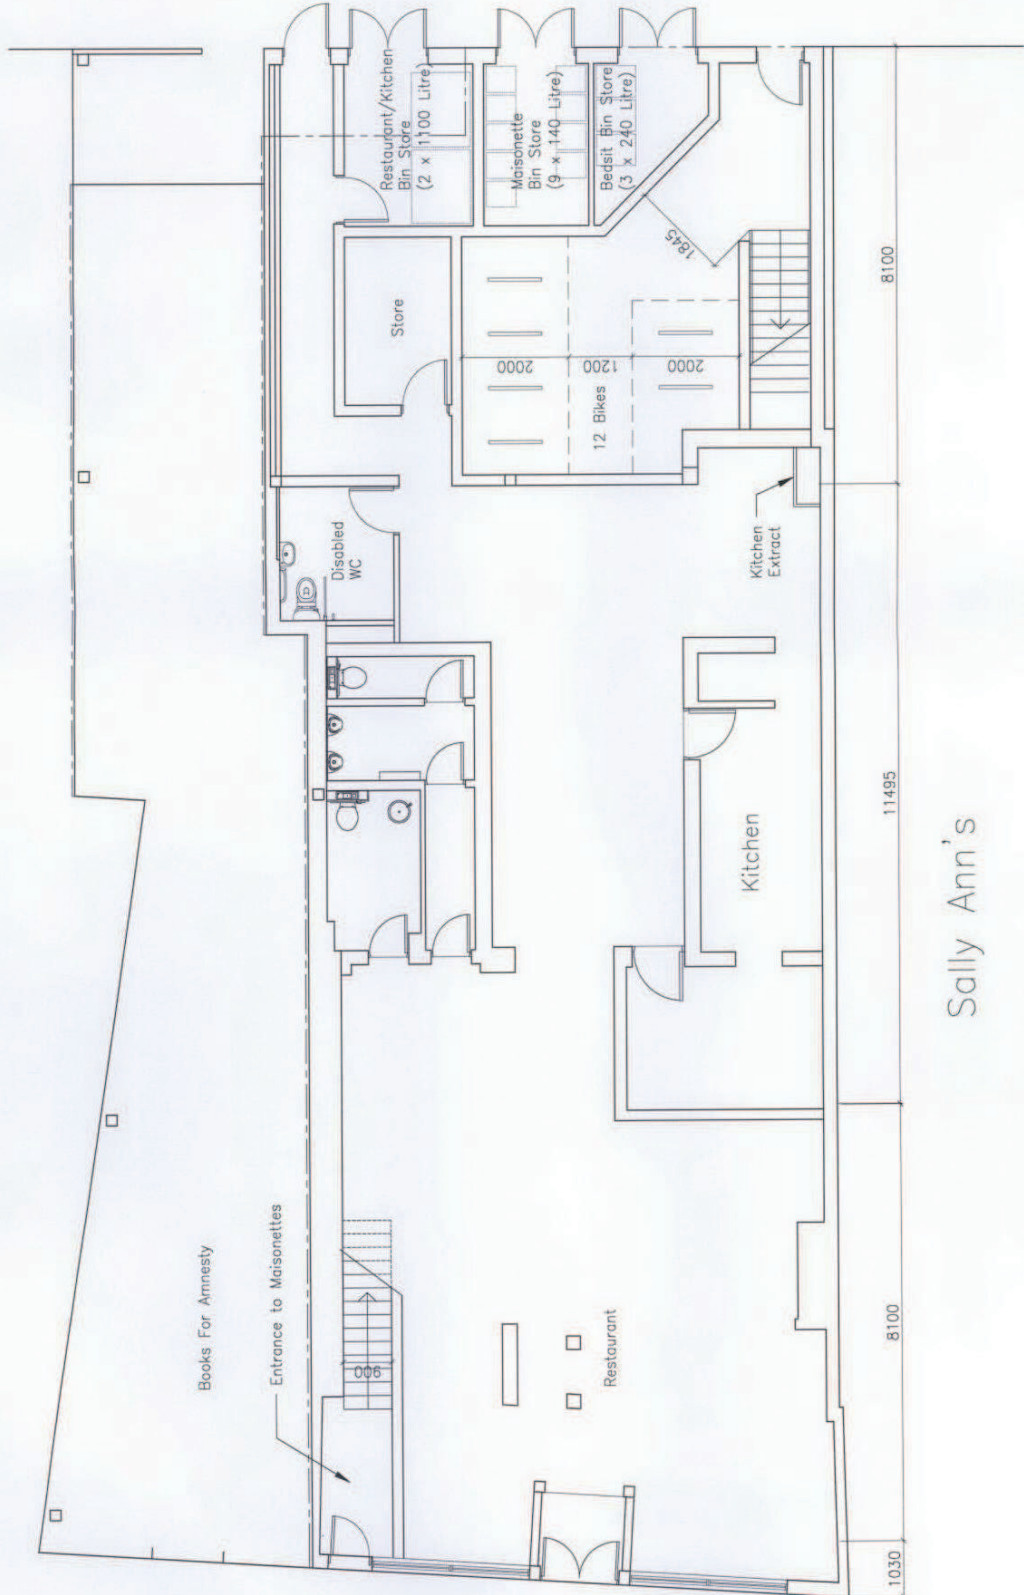 Restaurant/Kitchen
Bin Store
(2 x 1100 Litre)
Maisonette
Bin Store
(9 x 140 Litre)
Bedsit Bin Store
(3 x 240 Litre)
1845
Store
2000
1200
2000
12 Bikes
8100
Disabled
WC
Kitchen
Extract
Kitchen
11495
Sally Ann's
Books For Amnesty
Entrance to Maisonettes
900
Restaurant
8100
1030